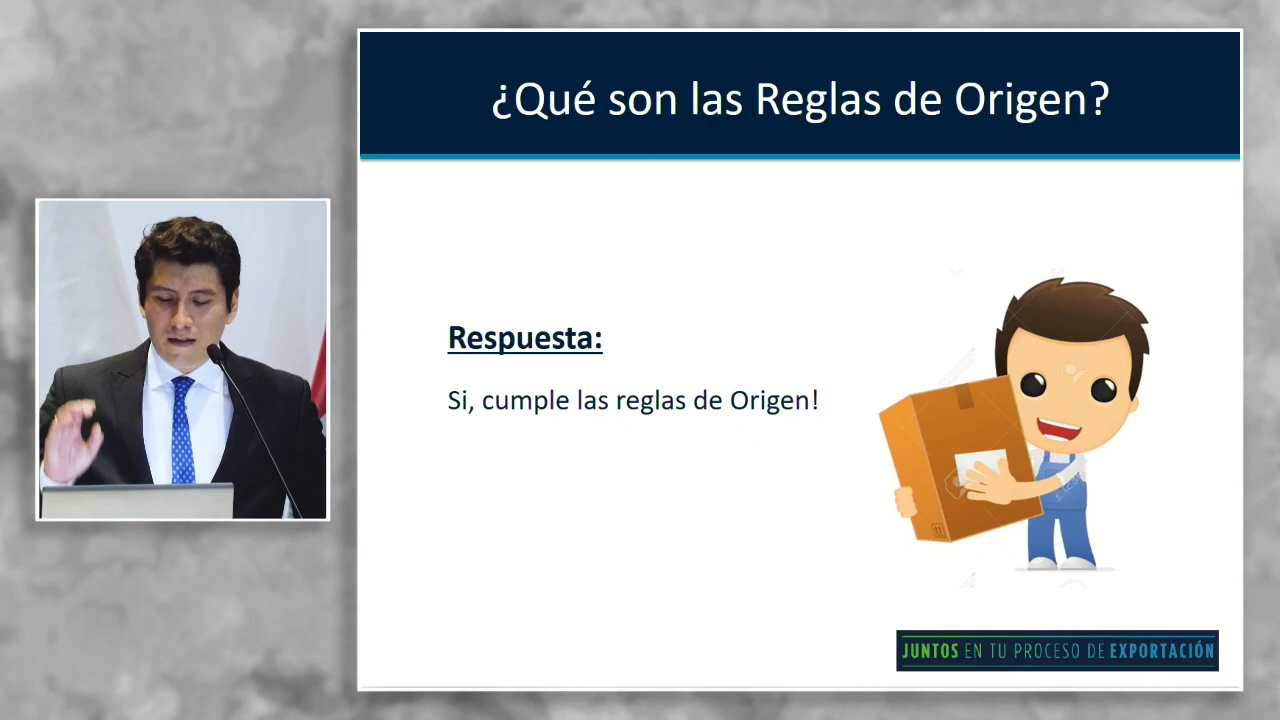 ¿Qué son las Reglas de Origen?
Respuesta:
Si, cumple las reglas de Origen!
JUNTOS EN TU PROCESO DE EXPORTACIÓN